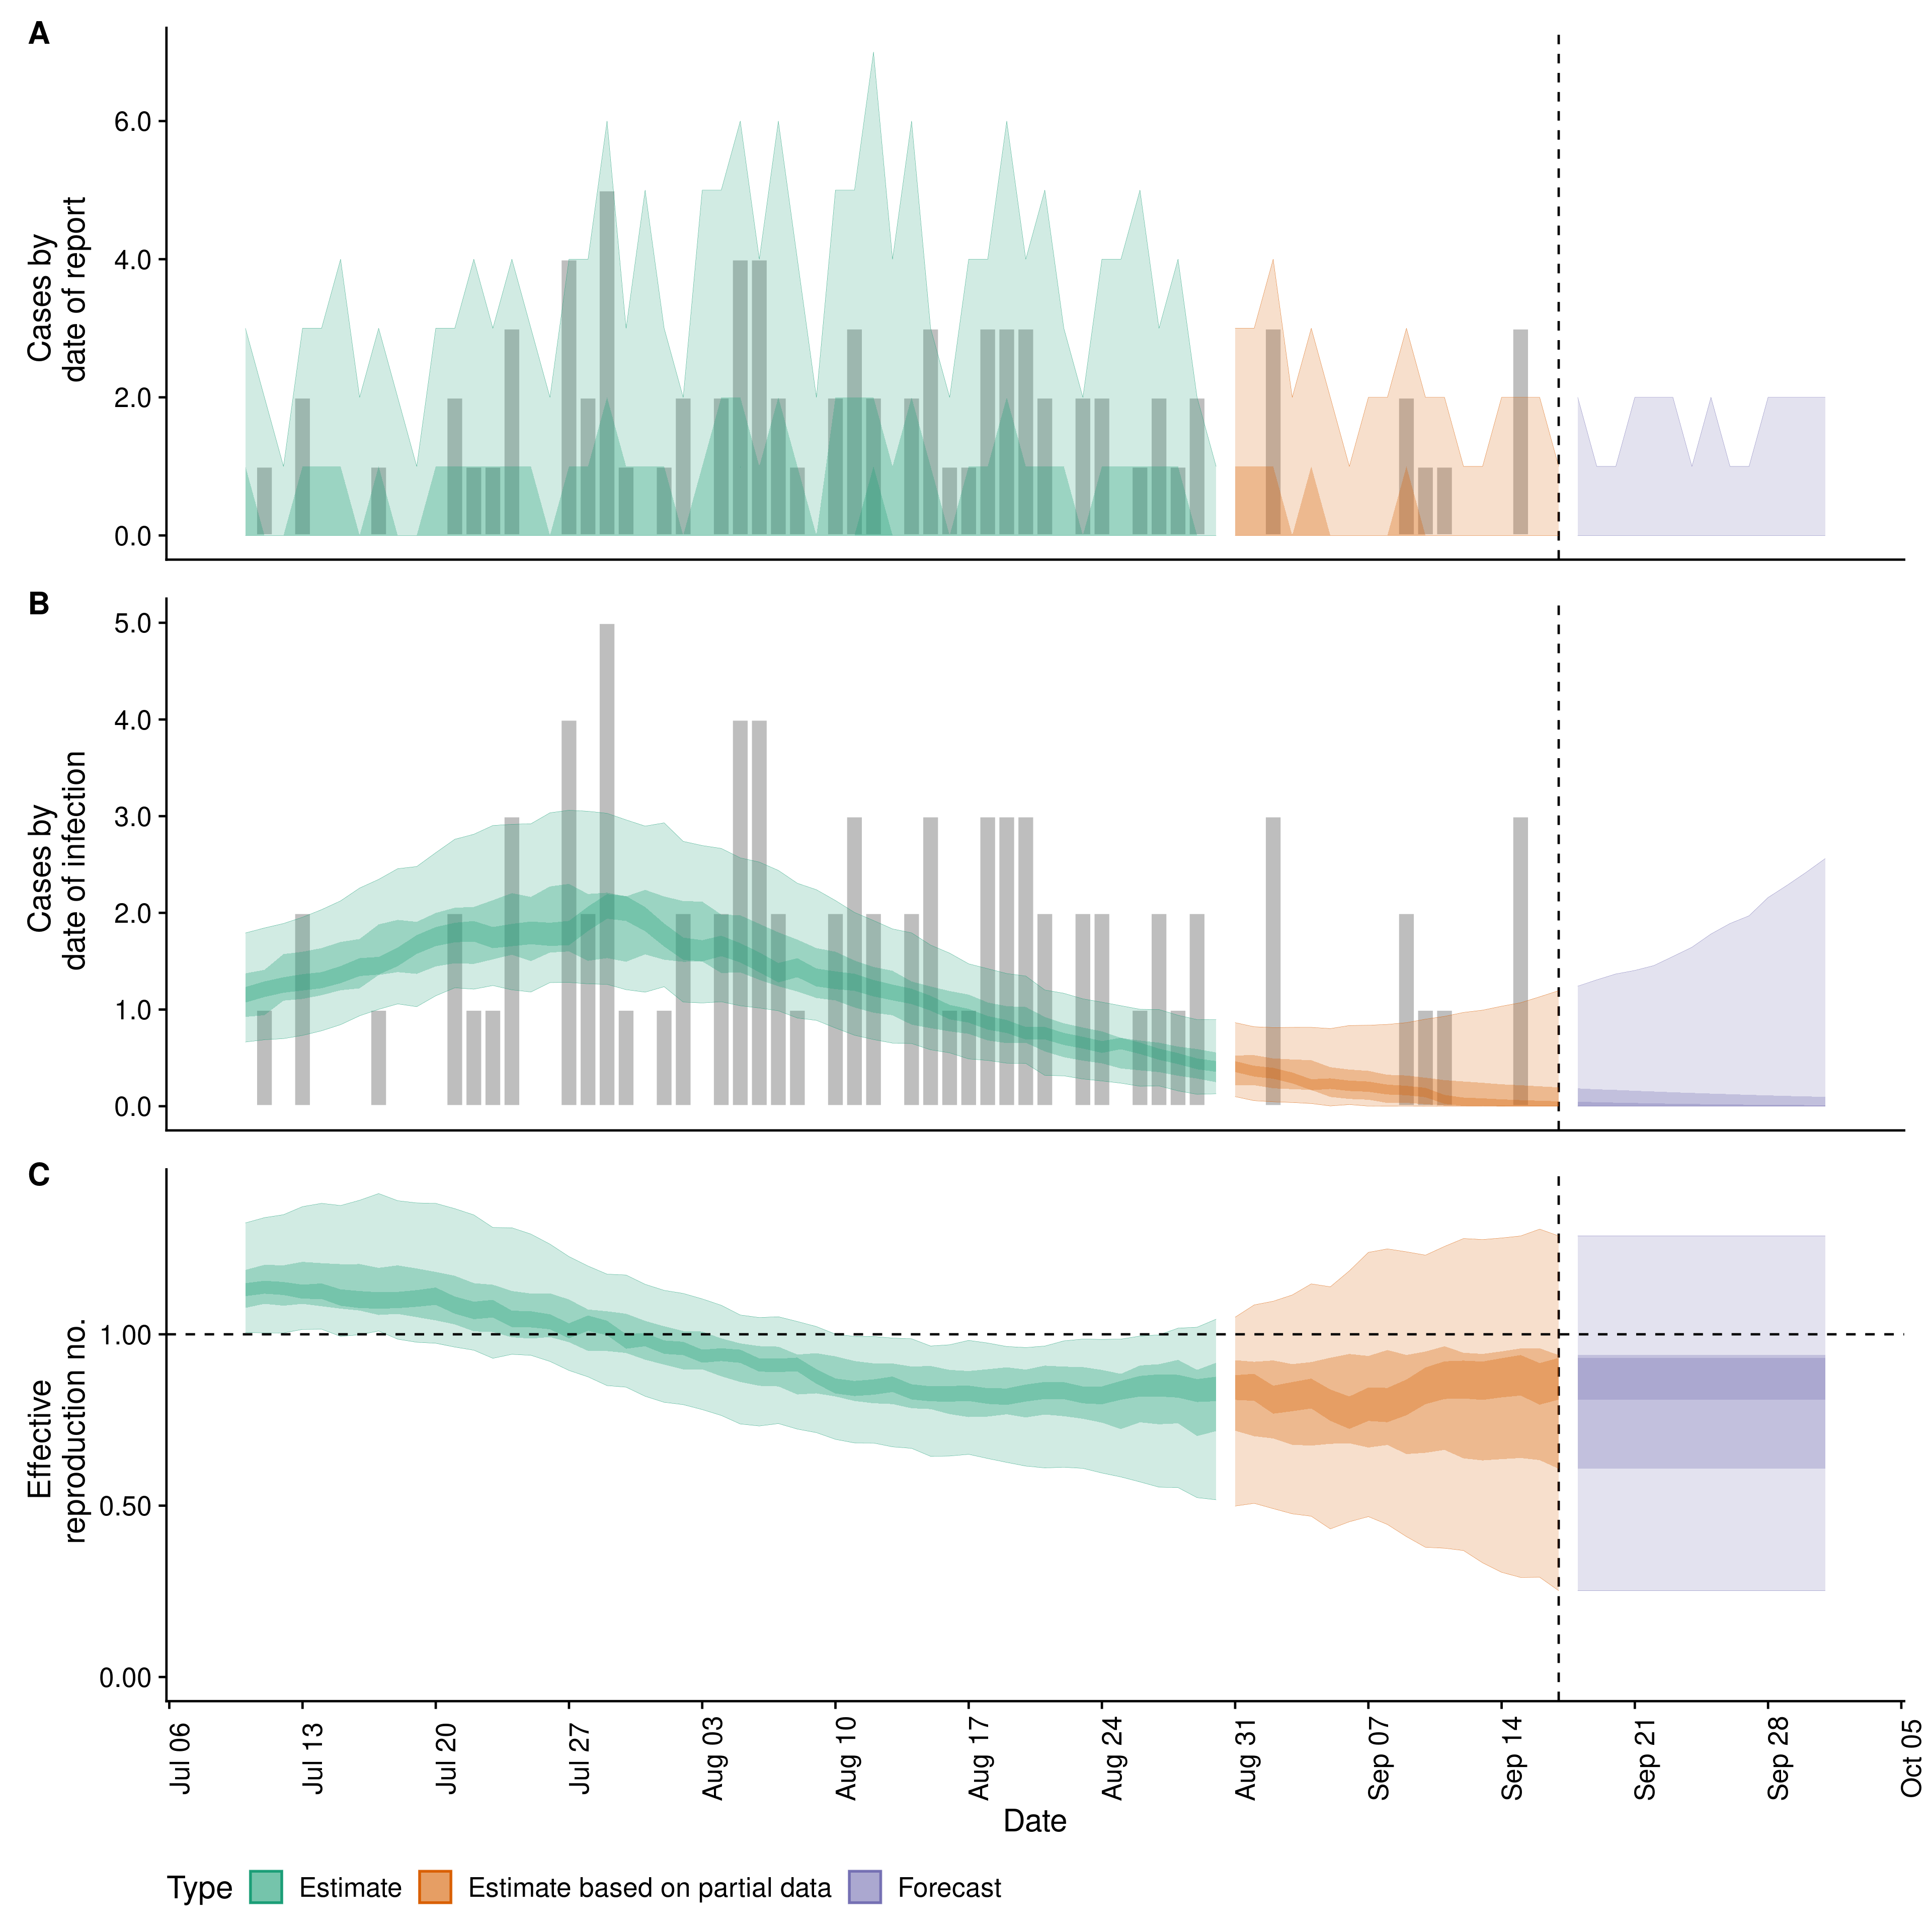 A
Cases by
date of report
6.0
4.0
2.0
0.0
B
Cases by
date of infection
5.0
4.0
3.0
2.0
1.0
0.0
C
Effective
reproduction no.
1.00
0.50
0.00
Jul 06
Jul 13
Jul 20
Jul 27
Aug 03
Aug 10
Aug 17
Aug 24
Aug 31
Sep 07
Sep 14
Sep 21
Sep 28
Oct 05
Date
Type Estimate Estimate based on partial data Forecast